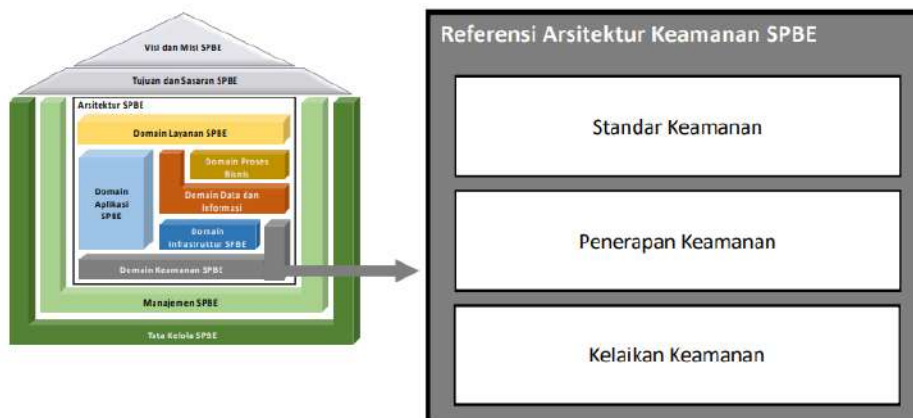 Visi dan Misi SPBE
Tujuan dan Sasaran SPBE
Arsitektur SPBE
Domain Layanan SPBE
Domain
Aplikasi
SPBE
Domain Proses
Bisnis
Domain Data dan
Informasi
Domain
Infrastruktur SPBE
Domain Keamanan SPBE
Manajemen SPBE
Tata Kelola SPBE
Referensi Arsitektur Keamanan SPBE
Standar Keamanan
Penerapan Keamanan
Kelaikan Keamanan